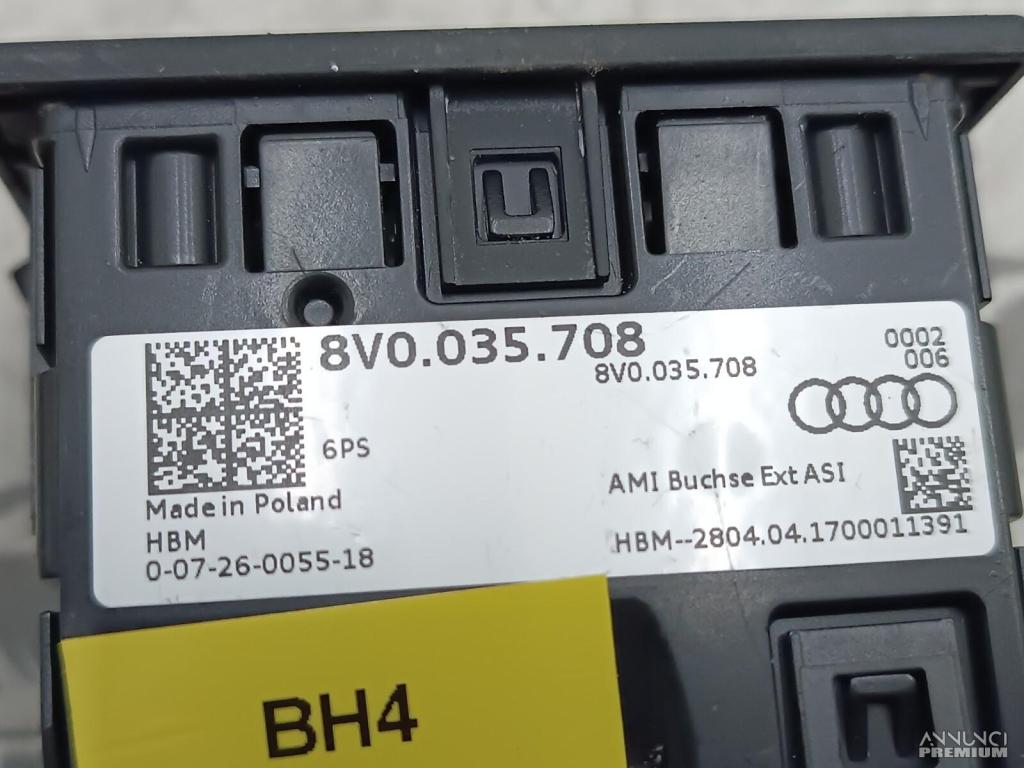 8V0.035.708
8V0.035.708
0002
006
6PS
AMI Buchse Ext ASI
Made in Poland
HBM
0-07-26-0055-18
HBM--2804.04.1700011391
BH4
ANNUNCI
PREMIUM